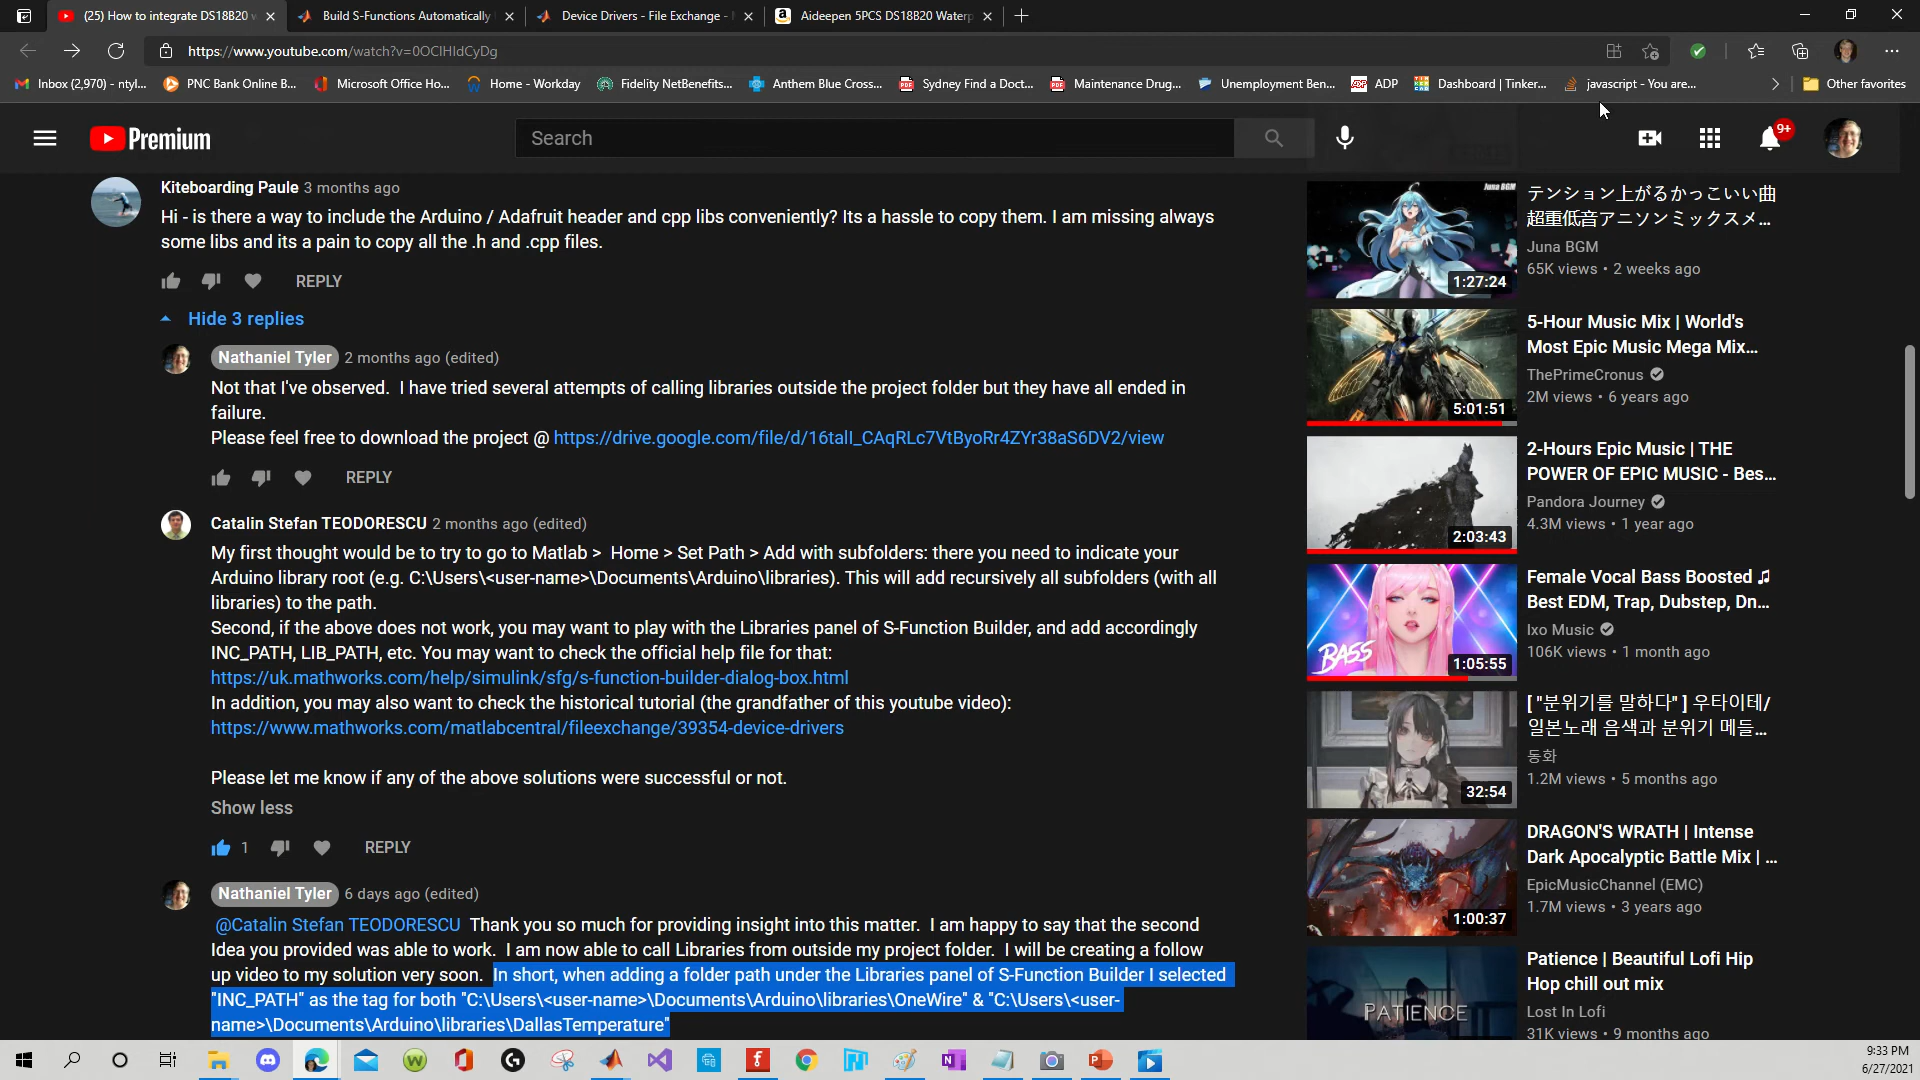 (25) How to integrate DS18B20 w
Build S-Functions Automatically
Device Drivers - File Exchange -
Aideepen 5PCS DS18B20 Waterp
https://www.youtube.com/watch?v=0OCIHIdCyDg
Inbox (2,970) - ntyl...
PNC Bank Online B...
Microsoft Office Ho...
Home - Workday
Fidelity NetBenefits...
Anthem Blue Cross...
Sydney Find a Doct...
Maintenance Drug...
Unemployment Ben...
ADP
Dashboard | Tinker...
javascript - You are...
Other favorites
Premium
Search
9+
Kiteboarding Paule 3 months ago
Hi - is there a way to include the Arduino / Adafruit header and cpp libs conveniently? Its a hassle to copy them. I am missing always
some libs and its a pain to copy all the .h and .cpp files.
REPLY
Hide 3 replies
Nathaniel Tyler 2 months ago (edited)
Not that I've observed. I have tried several attempts of calling libraries outside the project folder but they have all ended in
failure.
Please feel free to download the project @ https://drive.google.com/file/d/16talI_CAqRLc7VtByoRr4ZYr38aS6DV2/view
REPLY
Catalin Stefan TEODORESCU 2 months ago (edited)
My first thought would be to try to go to Matlab > Home > Set Path > Add with subfolders: there you need to indicate your
Arduino library root (e.g. C:\Users\<user-name>\Documents\Arduino\libraries). This will add recursively all subfolders (with all
libraries) to the path.
Second, if the above does not work, you may want to play with the Libraries panel of S-Function Builder, and add accordingly
INC_PATH, LIB_PATH, etc. You may want to check the official help file for that:
https://uk.mathworks.com/help/simulink/sfg/s-function-builder-dialog-box.html
In addition, you may also want to check the historical tutorial (the grandfather of this youtube video):
https://www.mathworks.com/matlabcentral/fileexchange/39354-device-drivers
Please let me know if any of the above solutions were successful or not.
Show less
1
REPLY
Nathaniel Tyler 6 days ago (edited)
@Catalin Stefan TEODORESCU Thank you so much for providing insight into this matter. I am happy to say that the second
Idea you provided was able to work. I am now able to call Libraries from outside my project folder. I will be creating a follow
up video to my solution very soon. In short, when adding a folder path under the Libraries panel of S-Function Builder I selected
"INC_PATH" as the tag for both "C:\Users\<user-name>\Documents\Arduino\libraries\OneWire" & "C:\Users\<user-
name>\Documents\Arduino\libraries\DallasTemperature"
Juna BGM
1:27:24
テンション上がるかっこいい曲
超重低音アニソンミックスメ...
Juna BGM
65K views • 2 weeks ago
5:01:51
5-Hour Music Mix | World's
Most Epic Music Mega Mix...
ThePrimeCronus
2M views • 6 years ago
2:03:43
2-Hours Epic Music | THE
POWER OF EPIC MUSIC - Bes...
Pandora Journey
4.3M views • 1 year ago
BASS
1:05:55
Female Vocal Bass Boosted ♫
Best EDM, Trap, Dubstep, Dn...
Ixo Music
106K views • 1 month ago
32:54
[ "분위기를 말하다" ] 우타이테/
일본노래 음색과 분위기 메들...
동화
1.2M views • 5 months ago
1:00:37
DRAGON'S WRATH | Intense
Dark Apocalyptic Battle Mix | ...
EpicMusicChannel (EMC)
1.7M views • 3 years ago
PATIENCE
Patience | Beautiful Lofi Hip
Hop chill out mix
Lost In Lofi
31K views • 9 months ago
9:33 PM
6/27/2021